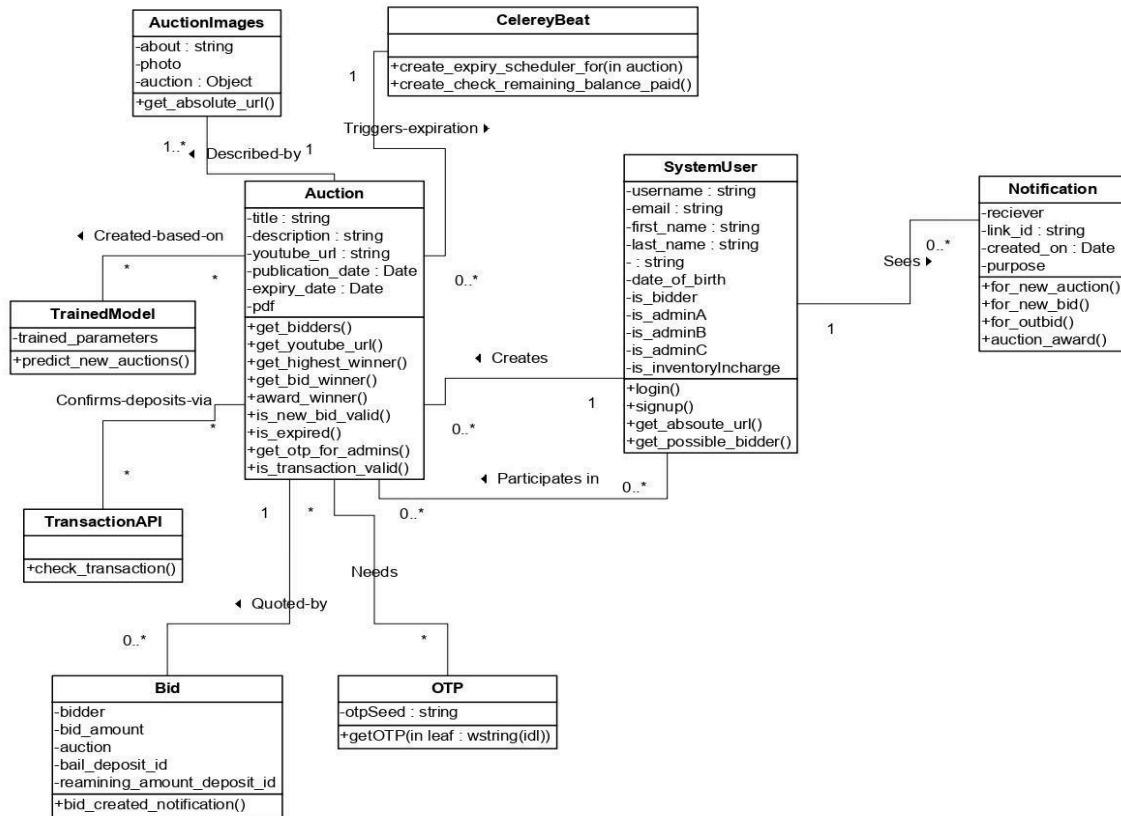 AuctionImages
-about : string
-photo
-auction : Object
+get_absolute_url()
CelereyBeat
+create_expiry_scheduler_for(in auction)
+create_check_remaining_balance_paid()
1
Triggers-expiration ►
0..*
1..*
◄ Described-by
1
Auction
-title : string
-description : string
-youtube_url : string
-publication_date : Date
-expiry_date : Date
-pdf
+get_bidders()
+get_youtube_url()
+get_highest_winner()
+get_bid_winner()
+award_winner()
+is_new_bid_valid()
+is_expired()
+get_otp_for_admins()
+is_transaction_valid()
SystemUser
-username : string
-email : string
-first_name : string
-last_name : string
- : string
-date_of_birth
-is_bidder
-is_adminA
-is_adminB
-is_adminC
-is_inventoryIncharge
+login()
+signup()
+get_absoute_url()
+get_possible_bidder()
Notification
-reciever
-link_id : string
-created_on : Date
-purpose
+for_new_auction()
+for_new_bid()
+for_outbid()
+auction_award()
0..*
Sees ►
1
◄ Created-based-on
*
*
TrainedModel
-trained_parameters
+predict_new_auctions()
◄ Creates
1
0..*
Confirms-deposits-via
*
*
TransactionAPI
+check_transaction()
◄ Participates in
0..*
0..*
1
◄ Quoted-by
0..*
*
Needs
*
Bid
-bidder
-bid_amount
-auction
-bail_deposit_id
-reamining_amount_deposit_id
+bid_created_notification()
OTP
-otpSeed : string
+getOTP(in leaf : wstring(idl))